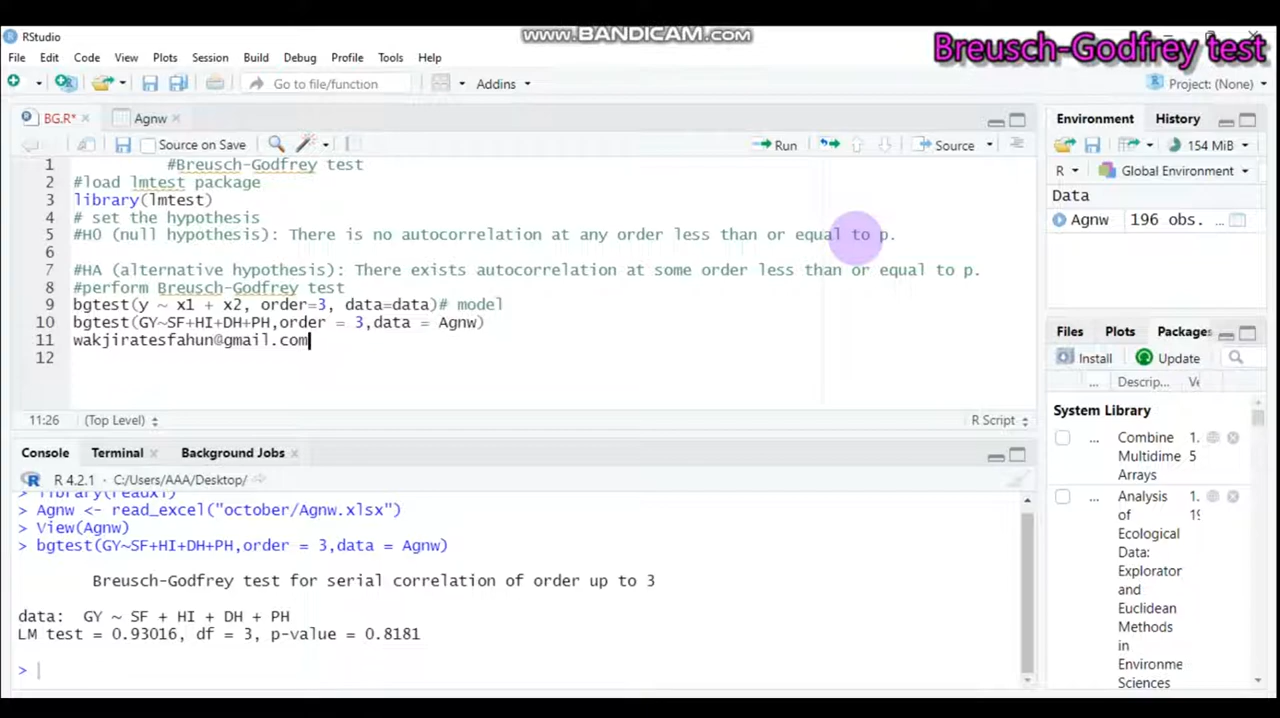 www.BANDICAM.com
RStudio
Breusch-Godfrey test
File Edit Code View Plots Session Build Debug Profile Tools Help
Go to file/function Addins Project: (None)
BG.R* Agnw Environment History
Source on Save Run Source 154 MiB
1 #Breusch-Godfrey test
R Global Environment
2 #load lmtest package
Data
3 library(lmtest)
4 # set the hypothesis
Agnw 196 obs. ...
5 #HO (null hypothesis): There is no autocorrelation at any order less than or equal to p.
6
7 #HA (alternative hypothesis): There exists autocorrelation at some order less than or equal to p.
8 #perform Breusch-Godfrey test
9 bgtest(y ~ x1 + x2, order=3, data=data)# model
10 bgtest(GY~SF+HI+DH+PH,order = 3,data = Agnw)
11 wakjiratesfahun@gmail.com
12
Files Plots Packages
Install Update
... Descrip...
11:26 (Top Level) R Script
System Library
... Combine Multidime Arrays 1. 5
... Analysis of Ecological Data: Explorator and Euclidean Methods in Environme Sciences 1. 19
Console Terminal Background Jobs
R 4.2.1 · C:/Users/AAA/Desktop/
> library(readxl)
> Agnw <- read_excel("october/Agnw.xlsx")
> View(Agnw)
> bgtest(GY~SF+HI+DH+PH,order = 3,data = Agnw)
Breusch-Godfrey test for serial correlation of order up to 3
data: GY ~ SF + HI + DH + PH
LM test = 0.93016, df = 3, p-value = 0.8181
>